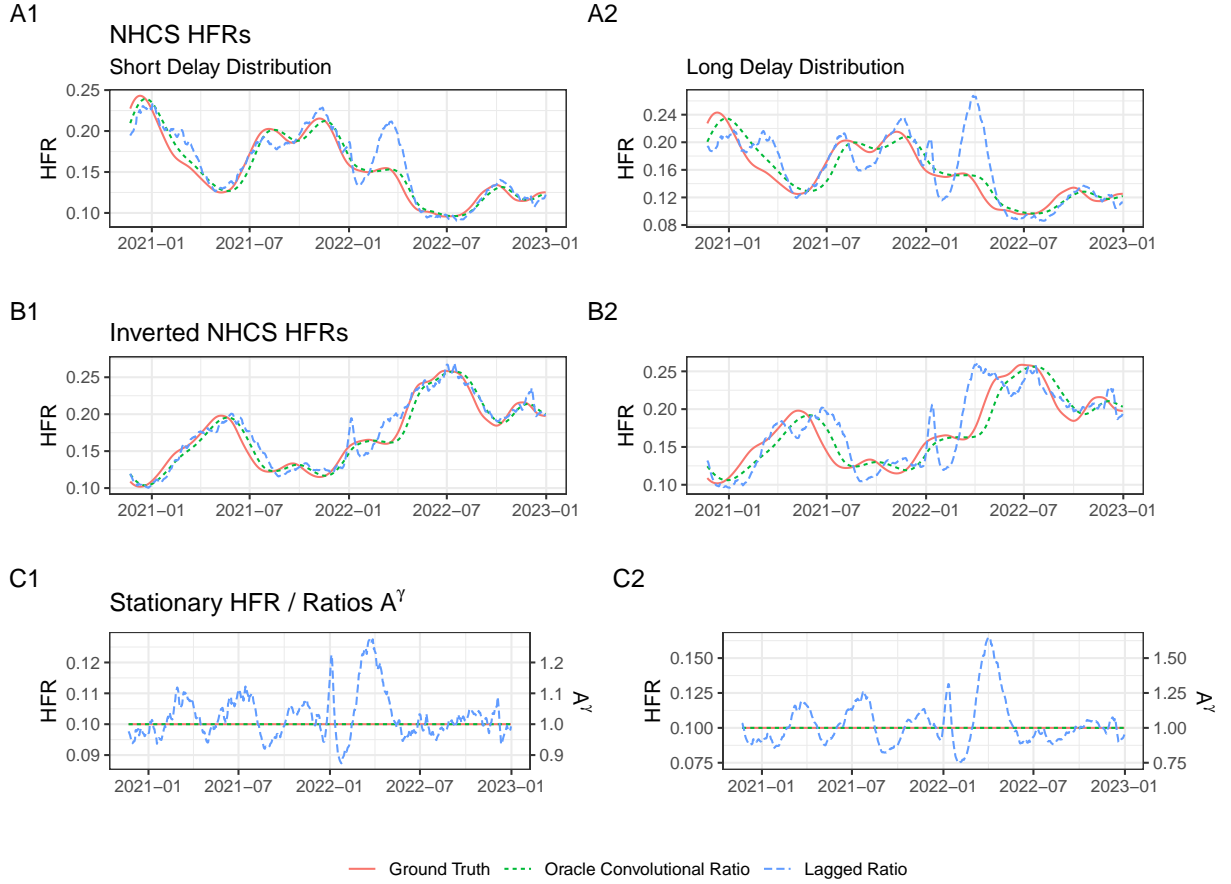 A1
A2
NHCS HFRs
Short Delay Distribution
Long Delay Distribution
HFR
0.25
0.20
0.15
0.10
2021−01
2021−07
2022−01
2022−07
2023−01
HFR
0.24
0.20
0.16
0.12
0.08
2021−01
2021−07
2022−01
2022−07
2023−01
B1
B2
Inverted NHCS HFRs
HFR
0.25
0.20
0.15
0.10
2021−01
2021−07
2022−01
2022−07
2023−01
HFR
0.25
0.20
0.15
0.10
2021−01
2021−07
2022−01
2022−07
2023−01
C1
C2
Stationary HFR / Ratios A^γ
HFR
0.12
0.11
0.10
0.09
1.2
1.1
1.0
0.9
A^γ
2021−01
2021−07
2022−01
2022−07
2023−01
HFR
0.150
0.125
0.100
0.075
1.50
1.25
1.00
0.75
A^γ
2021−01
2021−07
2022−01
2022−07
2023−01
Ground Truth
Oracle Convolutional Ratio
Lagged Ratio